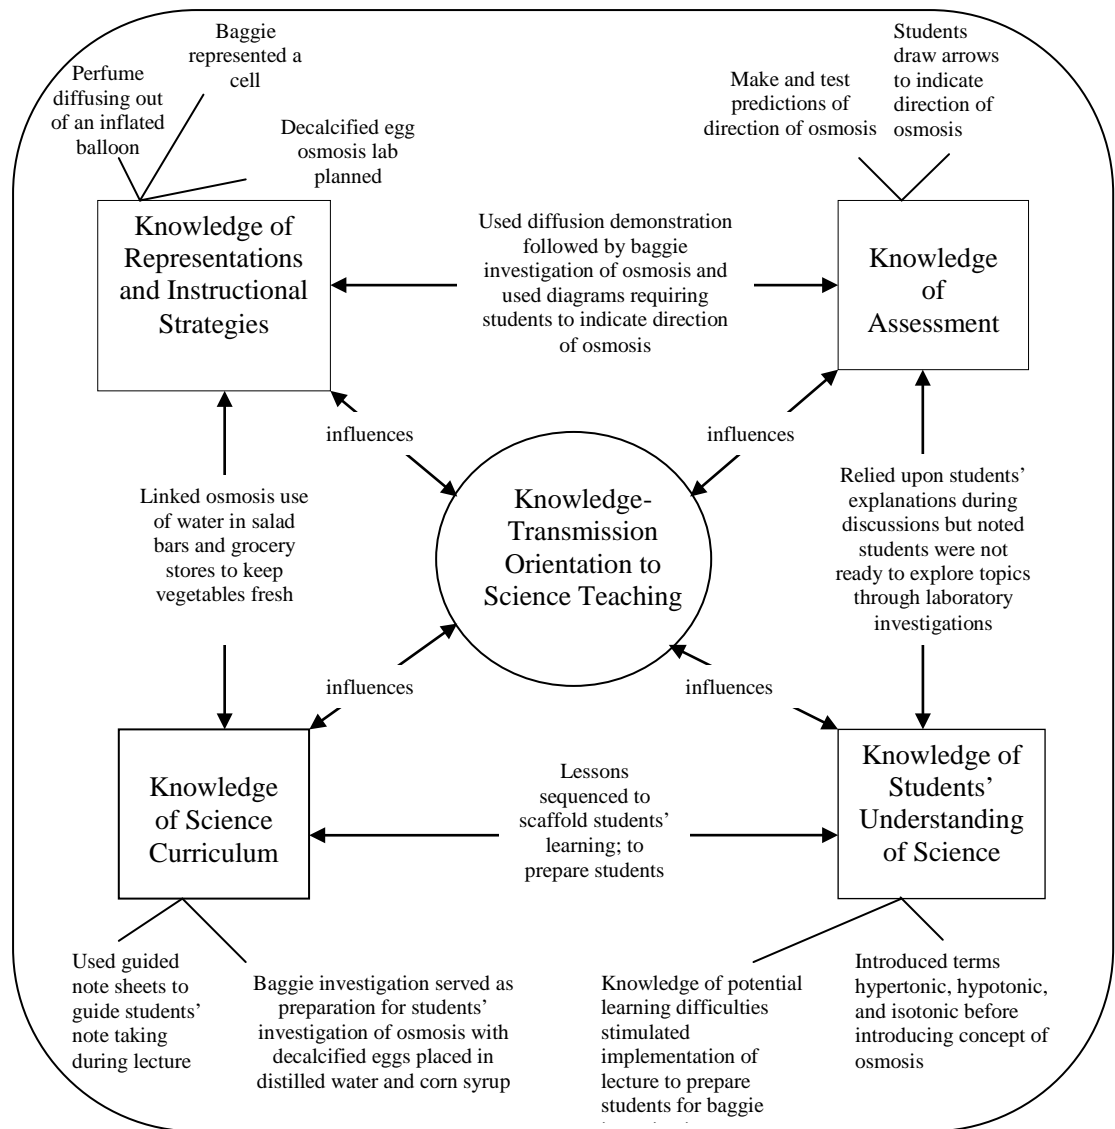 Baggie
represented a
cell
Perfume
diffusing out
of an inflated
balloon
Decalcified egg
osmosis lab
planned
Make and test
predictions of
direction of osmosis
Students
draw arrows
to indicate
direction of
osmosis
Knowledge of
Representations
and Instructional
Strategies
Used diffusion demonstration
followed by baggie
investigation of osmosis and
used diagrams requiring
students to indicate direction
of osmosis
Knowledge
of
Assessment
influences
influences
Linked osmosis use
of water in salad
bars and grocery
stores to keep
vegetables fresh
Knowledge-
Transmission
Orientation to
Science Teaching
Relied upon students’
explanations during
discussions but noted
students were not
ready to explore topics
through laboratory
investigations
influences
influences
Knowledge
of Science
Curriculum
Lessons
sequenced to
scaffold students’
learning; to
prepare students
Knowledge of
Students’
Understanding
of Science
Used guided
note sheets to
guide students’
note taking
during lecture
Baggie investigation served as
preparation for students’
investigation of osmosis with
decalcified eggs placed in
distilled water and corn syrup
Knowledge of potential
learning difficulties
stimulated
implementation of
lecture to prepare
students for baggie
Introduced terms
hypertonic, hypotonic,
and isotonic before
introducing concept of
osmosis